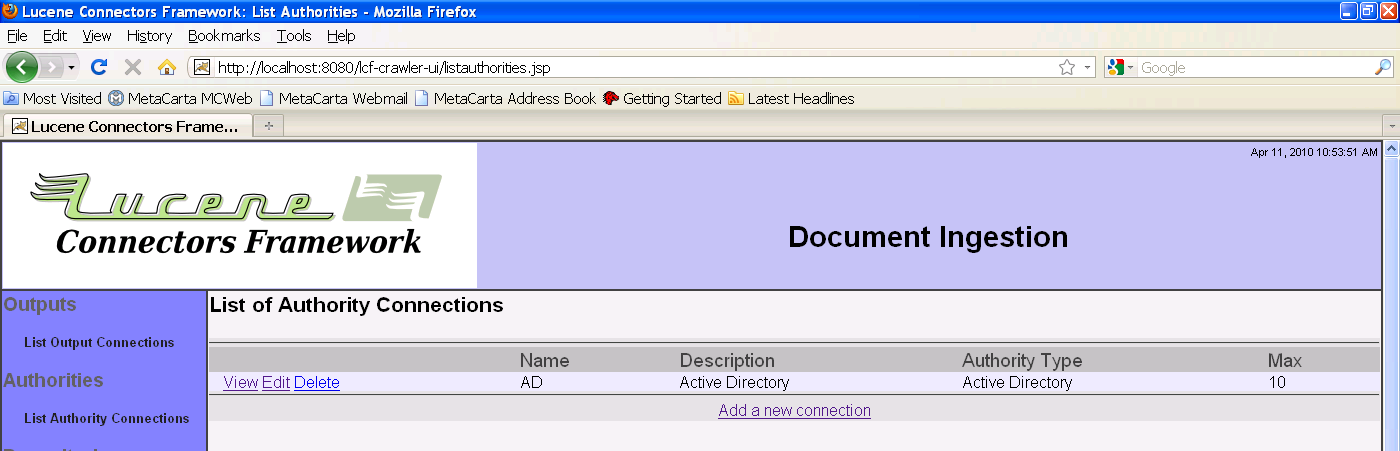 Lucene Connectors Framework: List Authorities - Mozilla Firefox
File Edit View History Bookmarks Tools Help
http://localhost:8080/lcf-crawler-ui/listauthorities.jsp
Google
Most Visited MetaCarta MCWeb MetaCarta Webmail MetaCarta Address Book Getting Started Latest Headlines
Lucene Connectors Frame...
Apr 11, 2010 10:53:51 AM
Lucene
Connectors Framework
Document Ingestion
Outputs
List Output Connections
Authorities
List Authority Connections
List of Authority Connections
Name Description Authority Type Max
View Edit Delete AD Active Directory Active Directory 10
Add a new connection